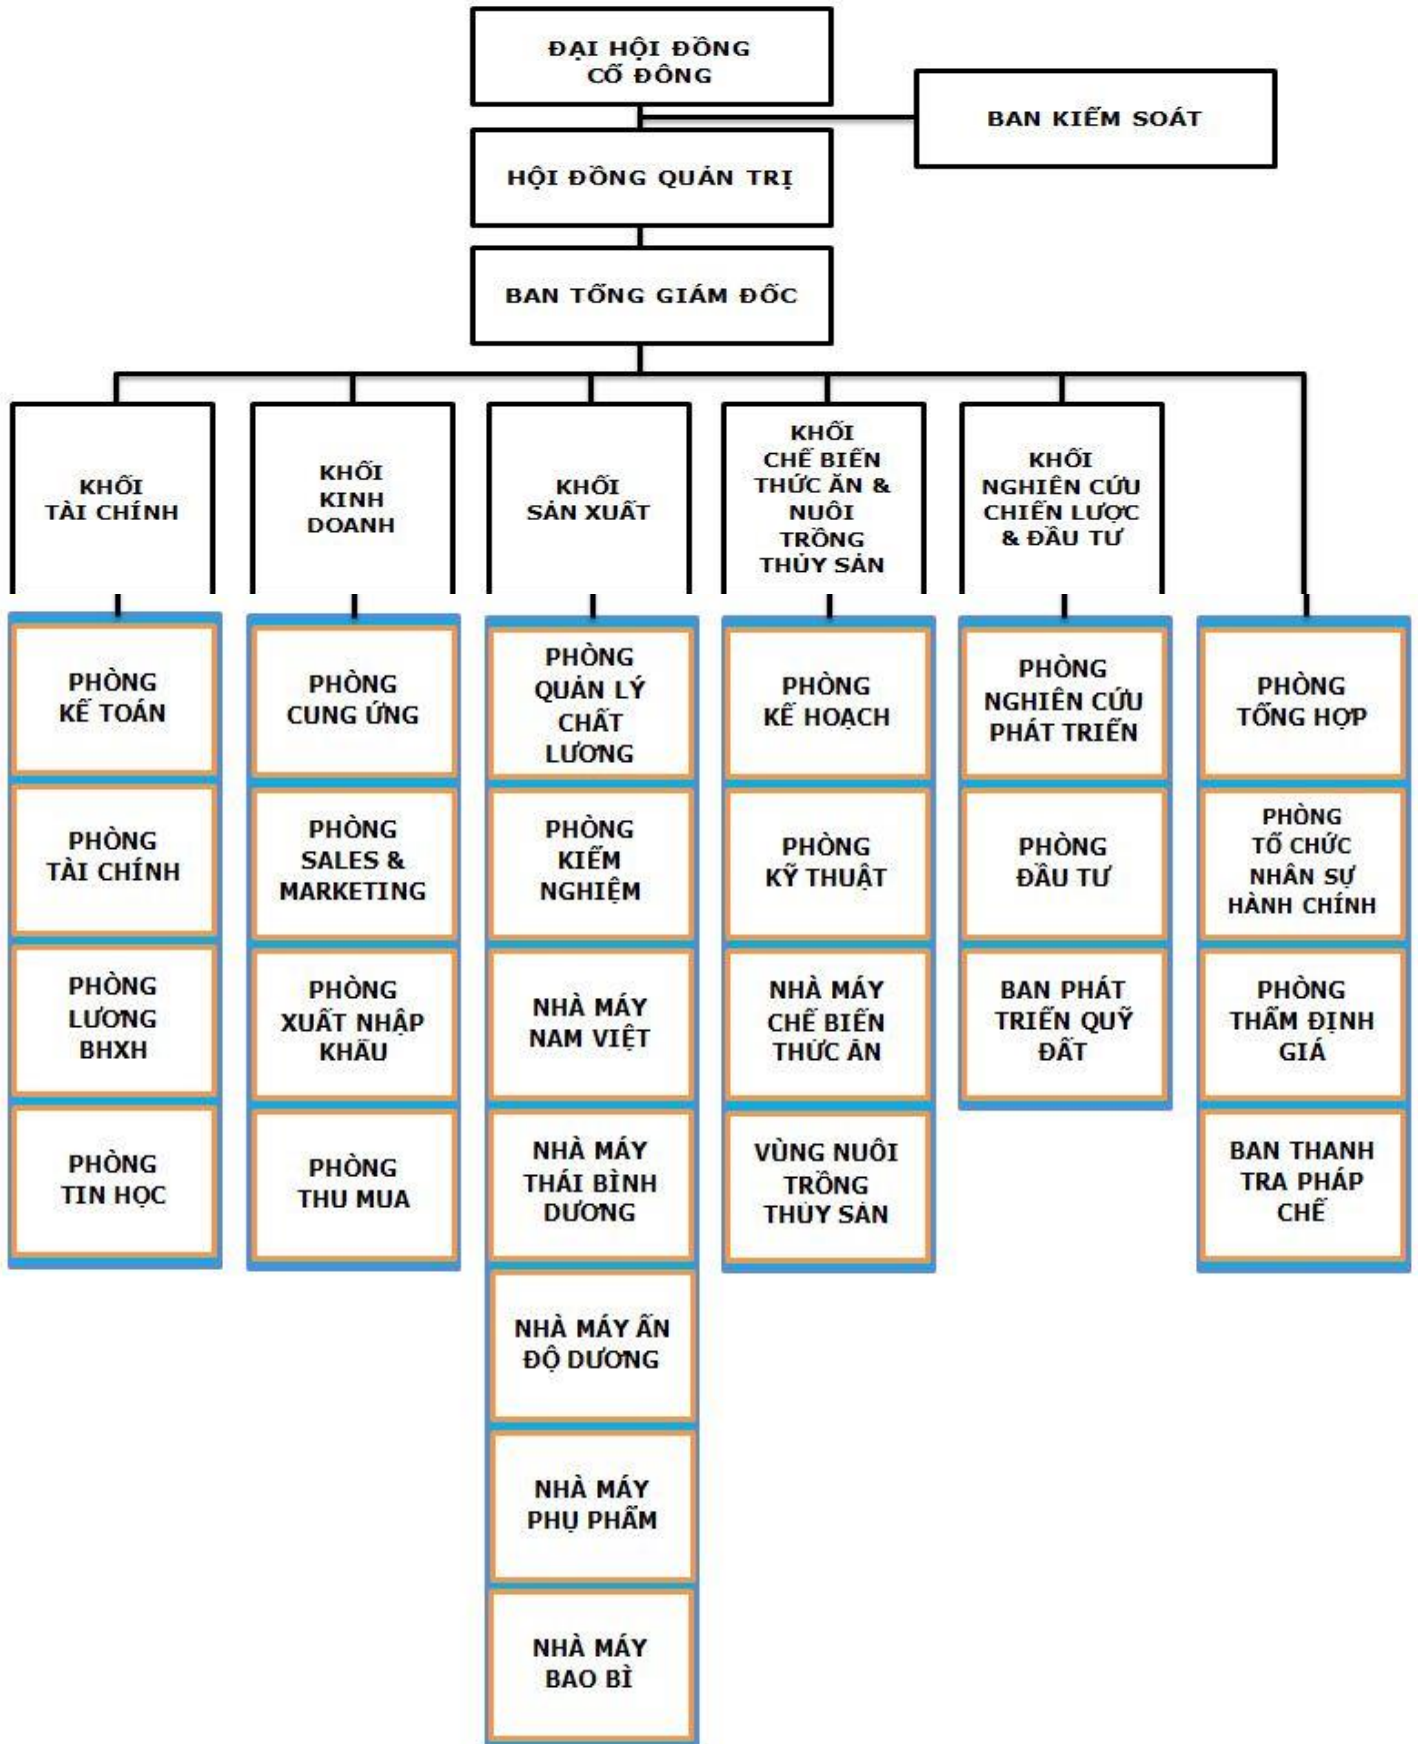 ĐẠI HỘI ĐỒNG
CỔ ĐÔNG
BAN KIỂM SOÁT
HỘI ĐỒNG QUẢN TRỊ
BAN TỔNG GIÁM ĐỐC
KHỐI
TÀI CHÍNH
KHỐI
KINH
DOANH
KHỐI
SẢN XUẤT
KHỐI
CHẾ BIẾN
THỨC ĂN &
NUÔI
TRỒNG
THỦY SẢN
KHỐI
NGHIÊN CỨU
CHIẾN LƯỢC
& ĐẦU TƯ
PHÒNG
KẾ TOÁN
PHÒNG
TÀI CHÍNH
PHÒNG
LƯƠNG
BHXH
PHÒNG
TIN HỌC
PHÒNG
CUNG ỨNG
PHÒNG
SALES &
MARKETING
PHÒNG
XUẤT NHẬP
KHẨU
PHÒNG
THU MUA
PHÒNG
QUẢN LÝ
CHẤT
LƯƠNG
PHÒNG
KIỂM
NGHIỆM
NHÀ MÁY
NAM VIỆT
NHÀ MÁY
THÁI BÌNH
DƯƠNG
NHÀ MÁY ẤN
ĐỘ DƯƠNG
NHÀ MÁY
PHỤ PHẨM
NHÀ MÁY
BAO BÌ
PHÒNG
KẾ HOẠCH
PHÒNG
KỸ THUẬT
NHÀ MÁY
CHẾ BIẾN
THỨC ĂN
VÙNG NUÔI
TRỒNG
THỦY SẢN
PHÒNG
NGHIÊN CỨU
PHÁT TRIỂN
PHÒNG
ĐẦU TƯ
BAN PHÁT
TRIỂN QUỸ
ĐẤT
PHÒNG
TỔNG HỢP
PHÒNG
TỔ CHỨC
NHÂN SỰ
HÀNH CHÍNH
PHÒNG
THẨM ĐỊNH
GIÁ
BAN THANH
TRA PHÁP
CHẾ